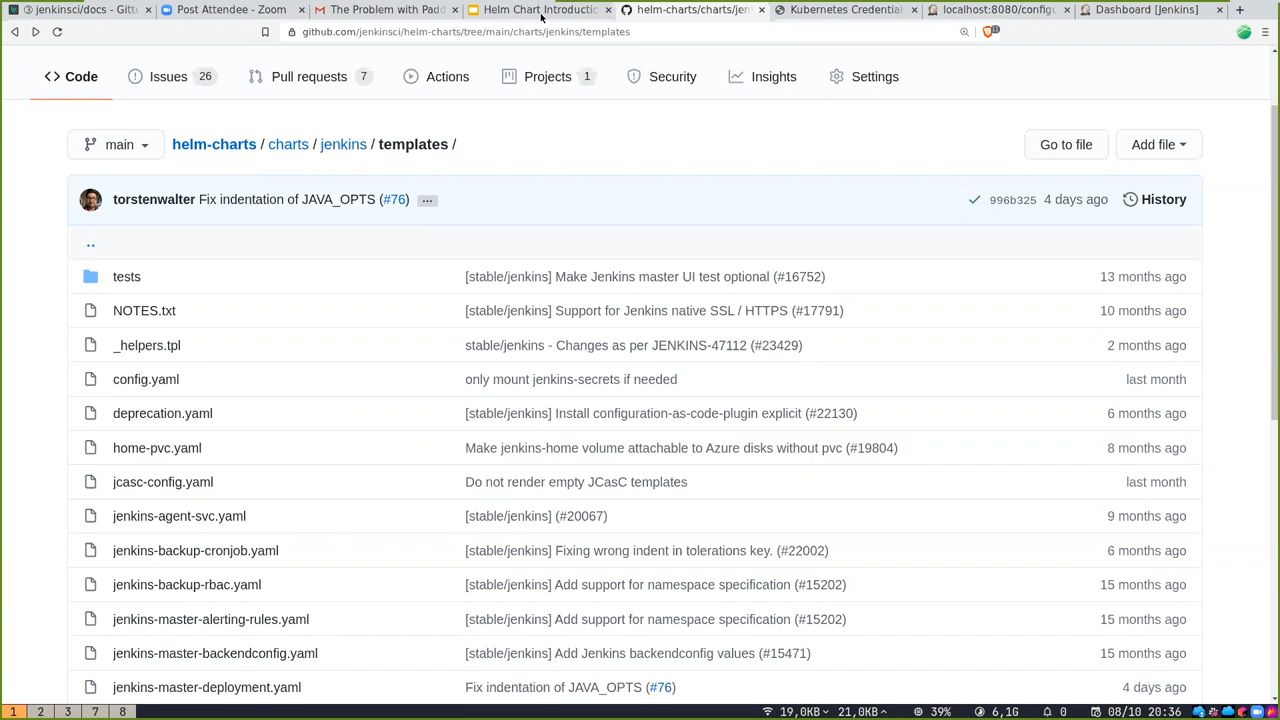 ③ jenkinsci/docs - Gitte
Post Attendee - Zoom
The Problem with Padd
Helm Chart Introductio
helm-charts/charts/jen
Kubernetes Credential
localhost:8080/configu
Dashboard [Jenkins]
github.com/jenkinsci/helm-charts/tree/main/charts/jenkins/templates
Code
Issues 26
Pull requests 7
Actions
Projects 1
Security
Insights
Settings
main
helm-charts / charts / jenkins / templates /
Go to file
Add file
torstenwalter Fix indentation of JAVA_OPTS (#76) ...
996b325 4 days ago
History
..
tests [stable/jenkins] Make Jenkins master UI test optional (#16752) 13 months ago
NOTES.txt [stable/jenkins] Support for Jenkins native SSL / HTTPS (#17791) 10 months ago
_helpers.tpl stable/jenkins - Changes as per JENKINS-47112 (#23429) 2 months ago
config.yaml only mount jenkins-secrets if needed last month
deprecation.yaml [stable/jenkins] Install configuration-as-code-plugin explicit (#22130) 6 months ago
home-pvc.yaml Make jenkins-home volume attachable to Azure disks without pvc (#19804) 8 months ago
jcasc-config.yaml Do not render empty JCasC templates last month
jenkins-agent-svc.yaml [stable/jenkins] (#20067) 9 months ago
jenkins-backup-cronjob.yaml [stable/jenkins] Fixing wrong indent in tolerations key. (#22002) 6 months ago
jenkins-backup-rbac.yaml [stable/jenkins] Add support for namespace specification (#15202) 15 months ago
jenkins-master-alerting-rules.yaml [stable/jenkins] Add support for namespace specification (#15202) 15 months ago
jenkins-master-backendconfig.yaml [stable/jenkins] Add Jenkins backendconfig values (#15471) 15 months ago
jenkins-master-deployment.yaml Fix indentation of JAVA_OPTS (#76) 4 days ago
1 2 3 7 8 19,0KB 21,0KB 39% 6,1G 0 08/10 20:36